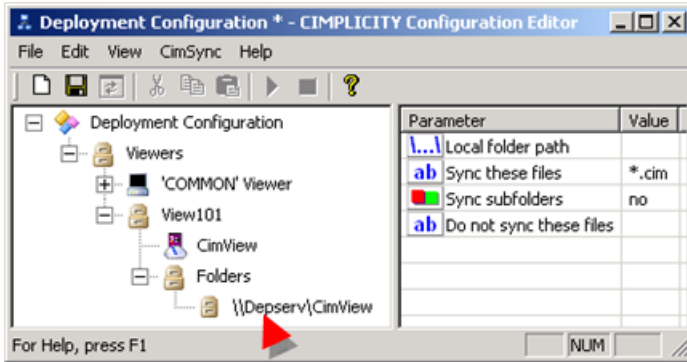 Deployment Configuration * - CIMPLICITY Configuration Editor
File Edit View CimSync Help
Deployment Configuration
Viewers
'COMMON' Viewer
View101
CimView
Folders
\\Depserv\CimView
Parameter Value
\...\ Local folder path
ab Sync these files *.cim
Sync subfolders no
ab Do not sync these files
For Help, press F1 NUM